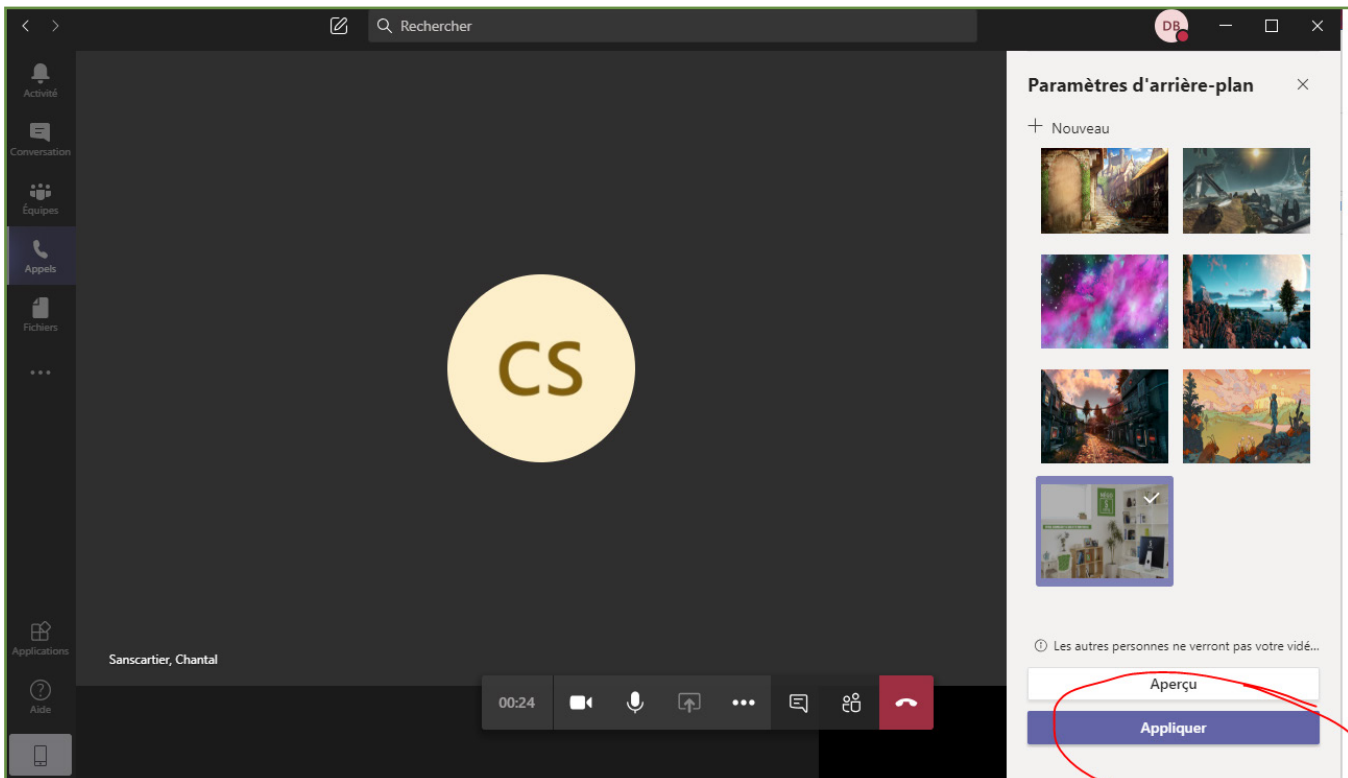 Rechercher
DB
Activité
Conversation
Équipes
Appels
Fichiers
Applications
Aide
CS
Sanscartier, Chantal
00:24
Paramètres d'arrière-plan
Nouveau
Les autres personnes ne verront pas votre vidé...
Aperçu
Appliquer